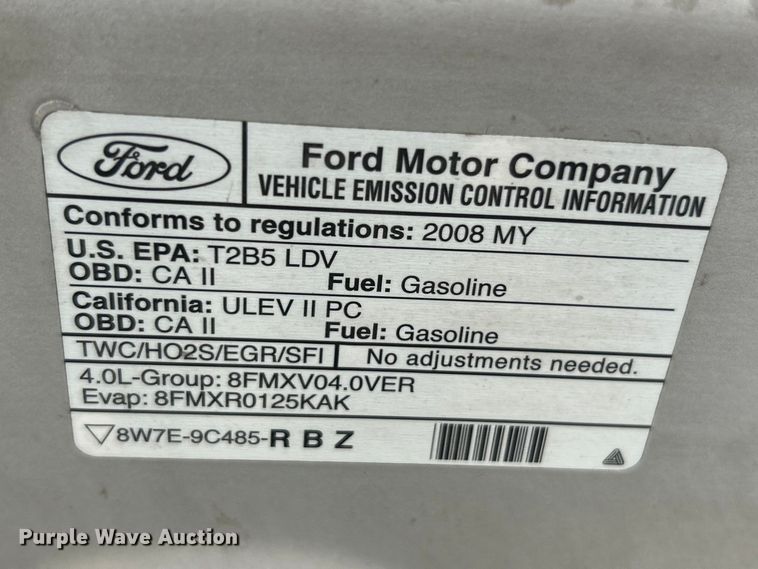 Ford
Ford Motor Company
VEHICLE EMISSION CONTROL INFORMATION
Conforms to regulations: 2008 MY
U.S. EPA: T2B5 LDV
OBD: CA II Fuel: Gasoline
California: ULEV II PC
OBD: CA II Fuel: Gasoline
TWC/HO2S/EGR/SFI No adjustments needed.
4.0L-Group: 8FMXV04.0VER
Evap: 8FMXR0125KAK
8W7E-9C485-R B Z
Purple Wave Auction